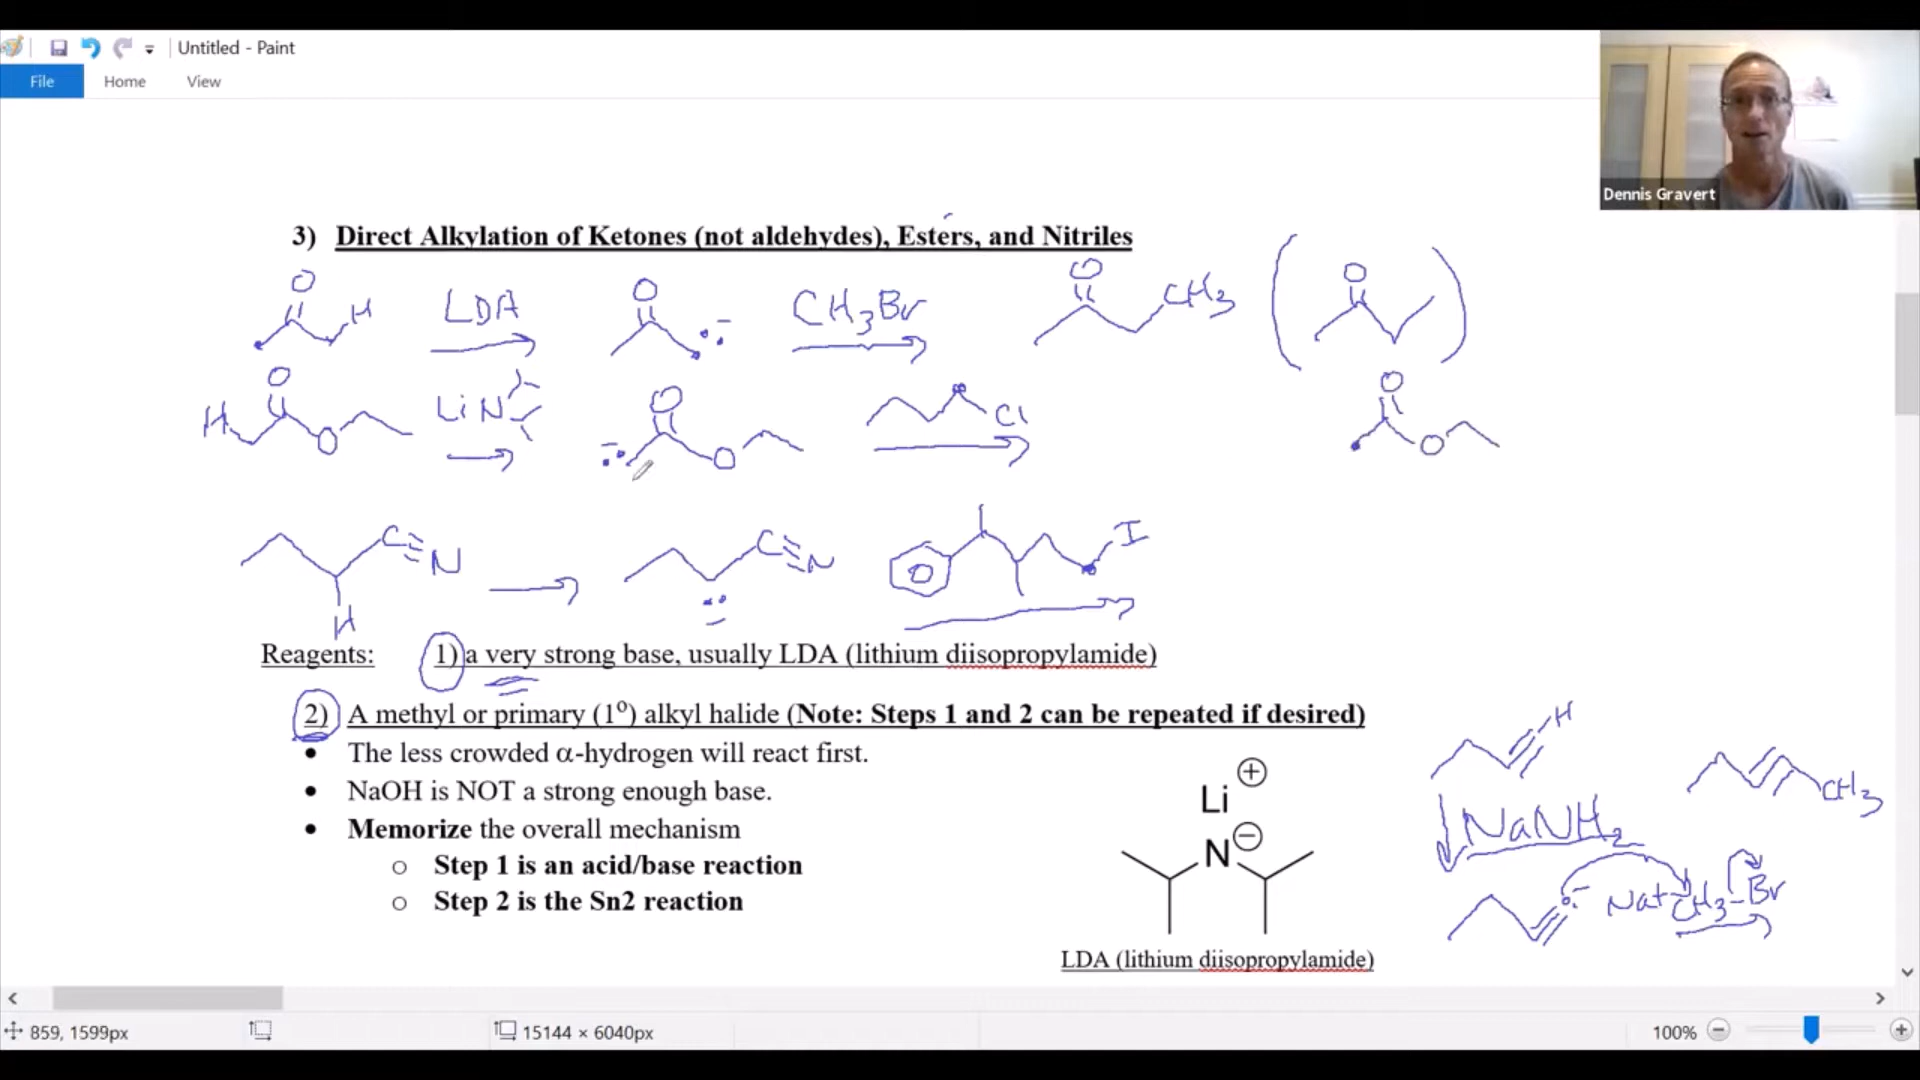 Untitled - Paint
File Home View
Dennis Gravert
3) Direct Alkylation of Ketones (not aldehydes), Esters, and Nitriles
O H LDA O CH3Br O CH3 O
H O O LiN O O Cl O O
C≡N H C≡N I
Reagents: 1) a very strong base, usually LDA (lithium diisopropylamide)
2) A methyl or primary (1º) alkyl halide (Note: Steps 1 and 2 can be repeated if desired)
• The less crowded α-hydrogen will react first.
• NaOH is NOT a strong enough base.
• Memorize the overall mechanism
o Step 1 is an acid/base reaction
o Step 2 is the Sn2 reaction
Li +
N −
LDA (lithium diisopropylamide)
H
NaNH2
CH3
Na+ CH3-Br
859, 1599px
15144 × 6040px
100%